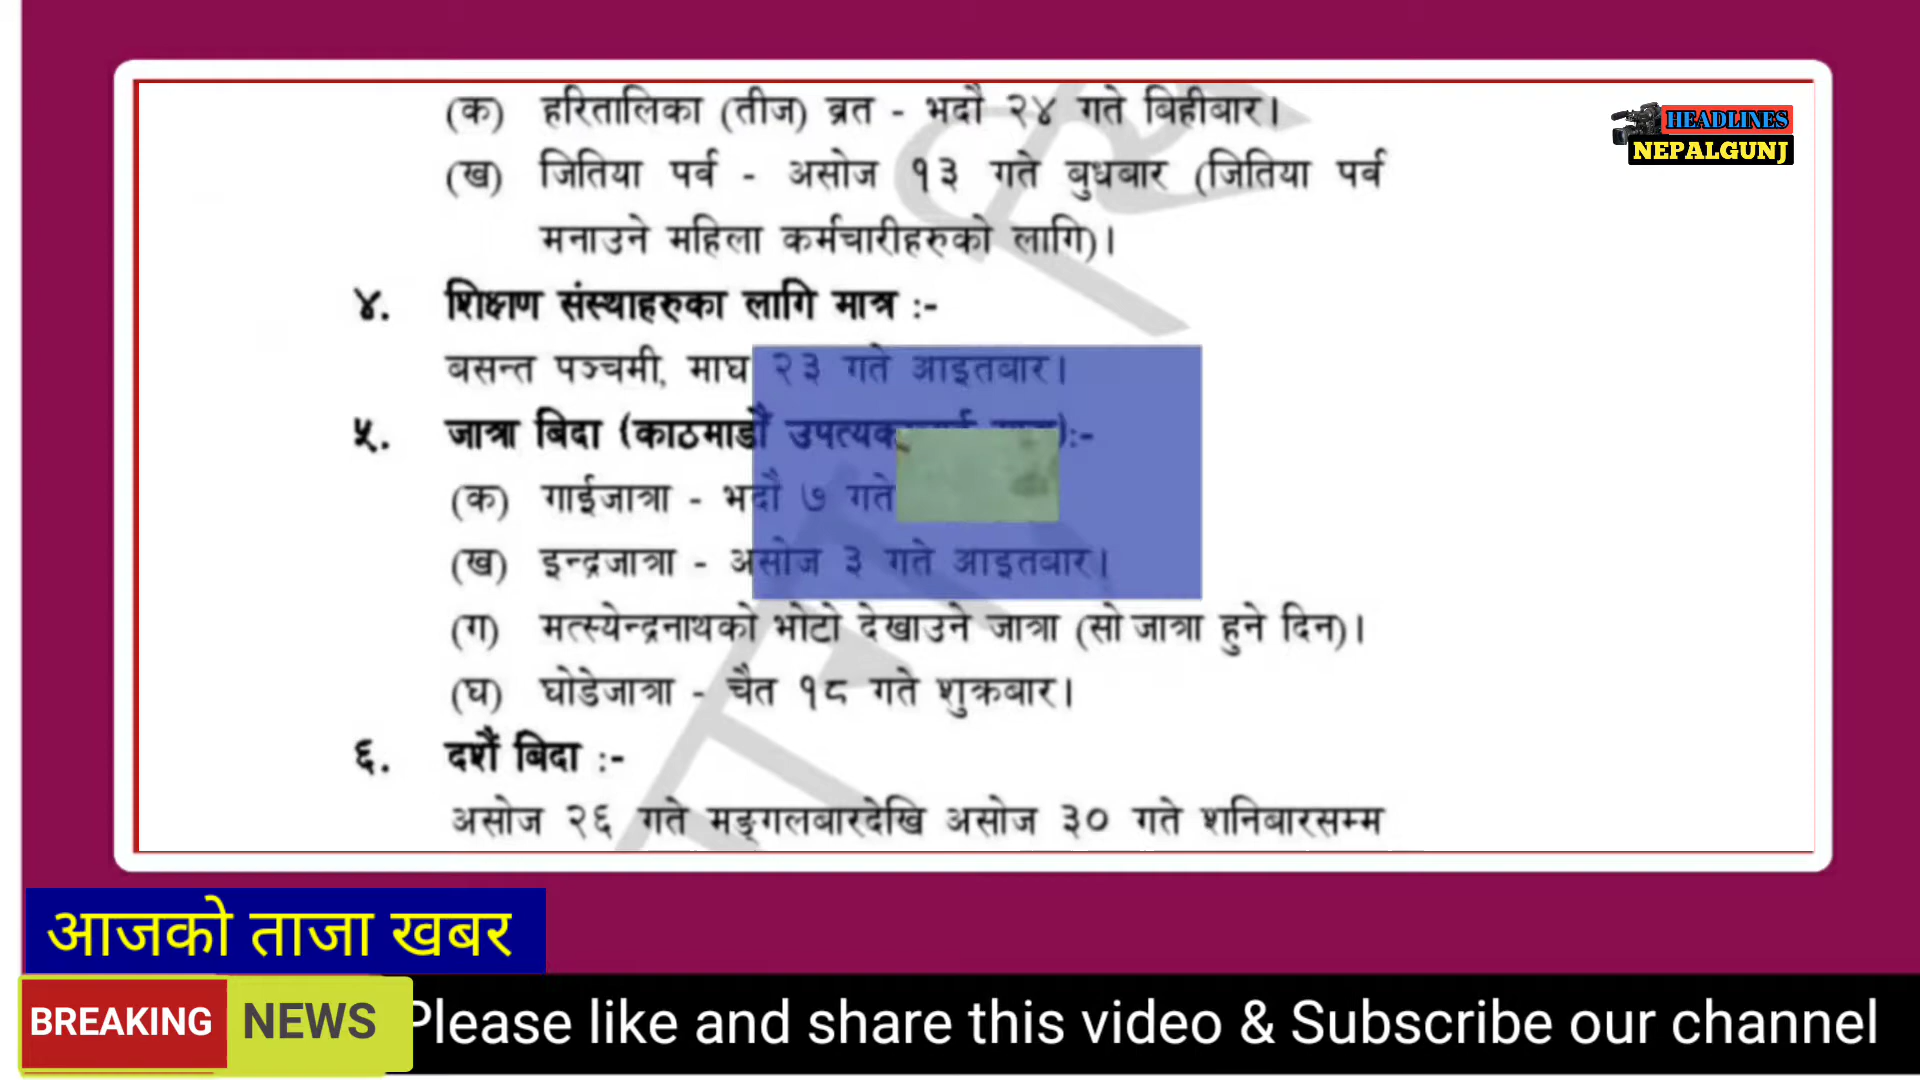 (क) हरितालिका (तीज) व्रत - भदौ २४ गते बिहीबार।
HEADLINES
NEPALGUNJ
(ख) जितिया पर्व - असोज १३ गते बुधबार (जितिया पर्व
मनाउने महिला कर्मचारीहरुको लागि)।
४. शिक्षण संस्थाहरुका लागि मात्र :-
बसन्त पञ्चमी, माघ २३ गते आइतबार।
५. जात्रा बिदा (काठमाडौं :-
(क) गाईजात्रा - भदौ ७ गते
(ख) इन्द्रजात्रा - असोज ३ गते आइतबार।
(ग) मत्स्येन्द्रनाथको भोटो देखाउने जात्रा (सो जात्रा हुने दिन)।
(घ) घोडेजात्रा - चैत १८ गते शुक्रबार।
६. दशैं बिदा :-
असोज २६ गते मङ्गलबारदेखि असोज ३० गते शनिबारसम्म
आजको ताजा खबर
BREAKING NEWS Please like and share this video & Subscribe our channel